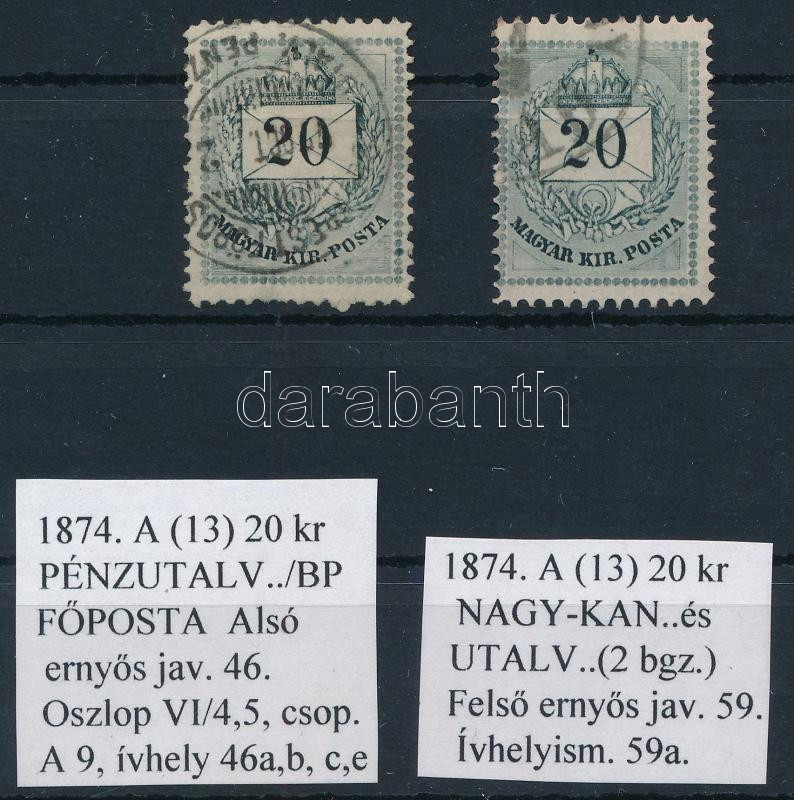 20
MAGYAR KIR. POSTA
20
MAGYAR KIR. POSTA
darabanth
1874. A (13) 20 kr
PÉNZUTALV../BP
FŐPOSTA Alsó
ernyős jav. 46.
Oszlop VI/4,5, csop.
A 9, ívhely 46a,b, c,e
1874. A (13) 20 kr
NAGY-KAN..és
UTALV..(2 bgz.)
Felső ernyős jav. 59.
Ívhelyism. 59a.